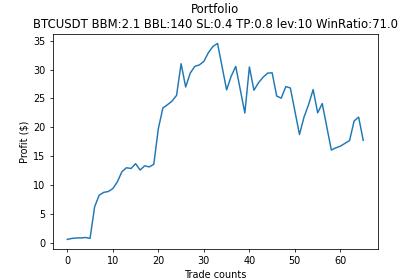 Portfolio
BTCUSDT BBM:2.1 BBL:140 SL:0.4 TP:0.8 lev:10 WinRatio:71.0
35
30
25
20
15
10
5
0
Profit ($)
0 10 20 30 40 50 60
Trade counts